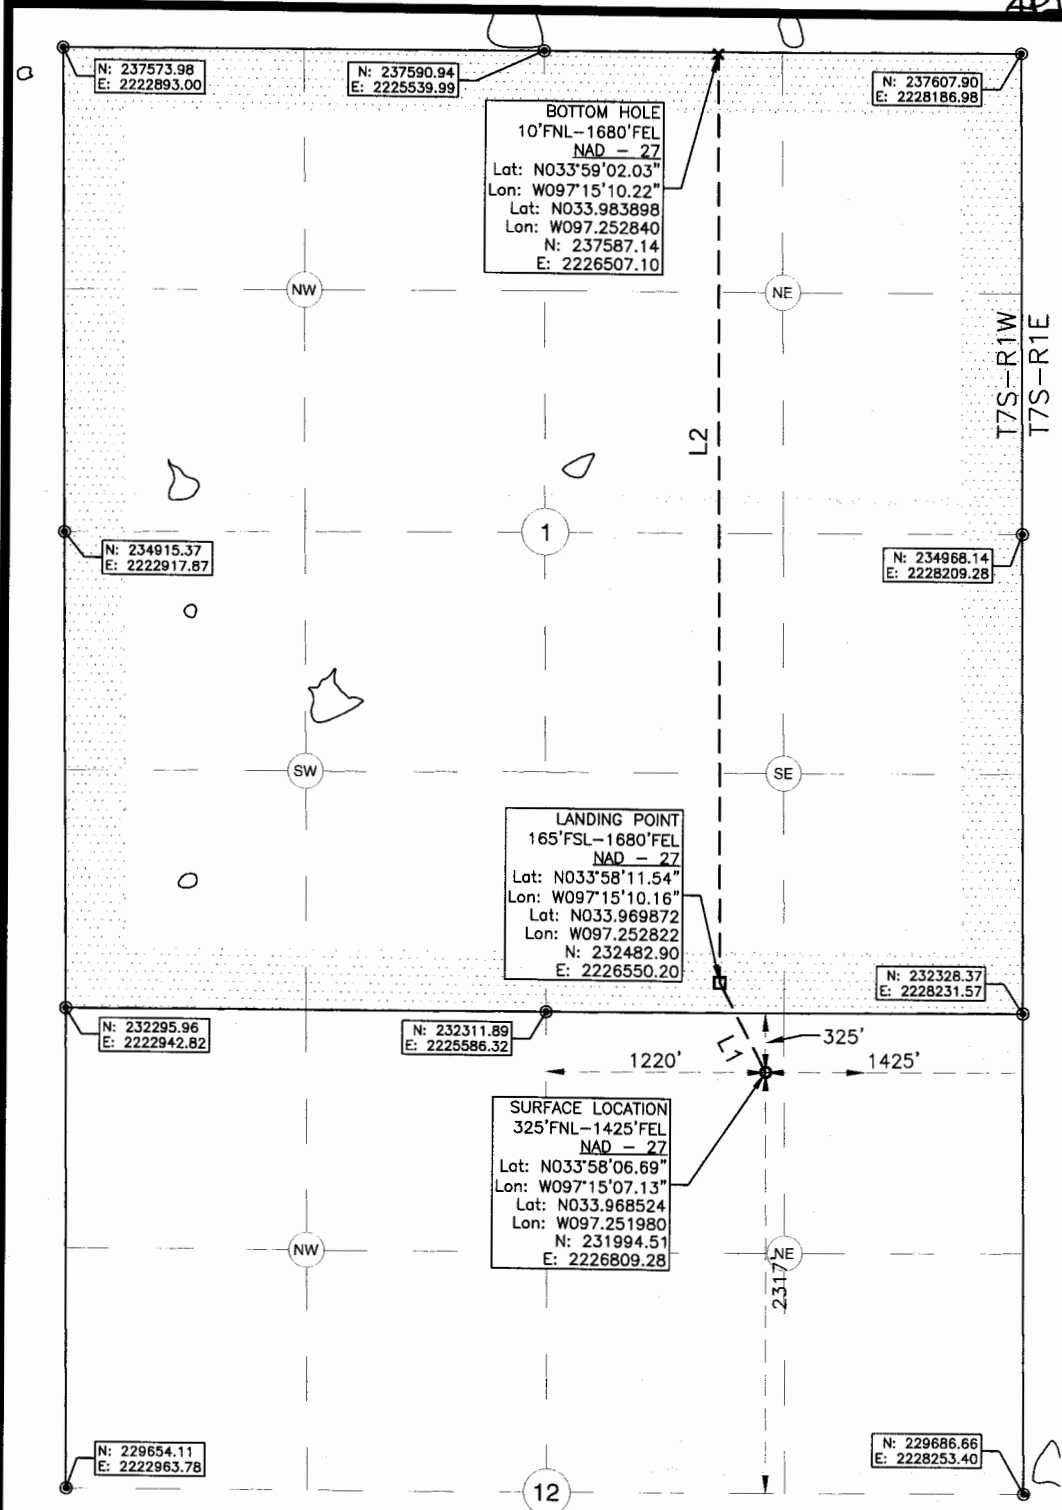 N: 237573.98
E: 2222893.00
N: 237590.94
E: 2225539.99
N: 237607.90
E: 2228186.98
BOTTOM HOLE
10'FNL-1680'FEL
NAD - 27
Lat: N033°59'02.03"
Lon: W097°15'10.22"
Lat: N033.983898
Lon: W097.252840
N: 237587.14
E: 2226507.10
NW
NE
T7S-R1W
T7S-R1E
L2
1
N: 234915.37
E: 2222917.87
N: 234968.14
E: 2228209.28
SW
SE
LANDING POINT
165'FSL-1680'FEL
NAD - 27
Lat: N033°58'11.54"
Lon: W097°15'10.16"
Lat: N033.969872
Lon: W097.252822
N: 232482.90
E: 2226550.20
N: 232328.37
E: 2228231.57
N: 232295.96
E: 2222942.82
N: 232311.89
E: 2225586.32
L1
325'
1220'
1425'
SURFACE LOCATION
325'FNL-1425'FEL
NAD - 27
Lat: N033°58'06.69"
Lon: W097°15'07.13"
Lat: N033.968524
Lon: W097.251980
N: 231994.51
E: 2226809.28
NW
NE
2317'
N: 229654.11
E: 2222963.78
N: 229686.66
E: 2228253.40
12